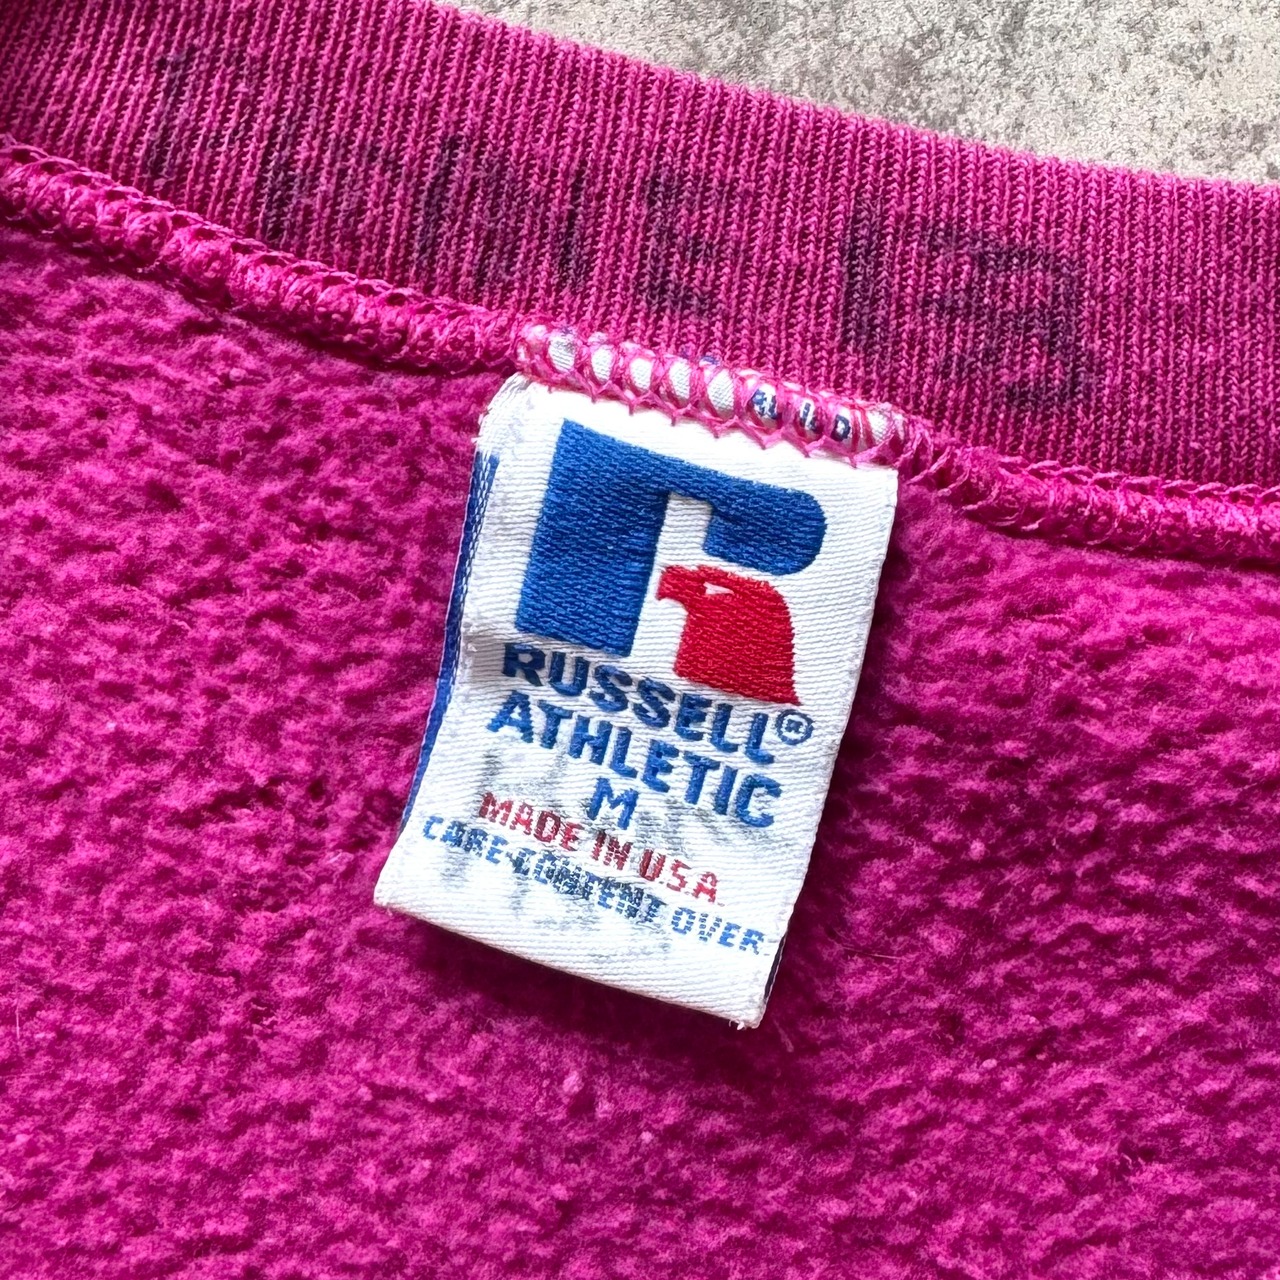 RUSSELL®
ATHLETIC
M
MADE IN U.S.A.
CARE-CONTENT OVER